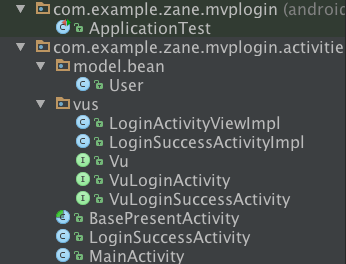 com.example.zane.mvplogin (android
ApplicationTest
com.example.zane.mvplogin.activitie
model.bean
User
vus
LoginActivityViewImpl
LoginSuccessActivityImpl
Vu
VuLoginActivity
VuLoginSuccessActivity
BasePresentActivity
LoginSuccessActivity
MainActivity